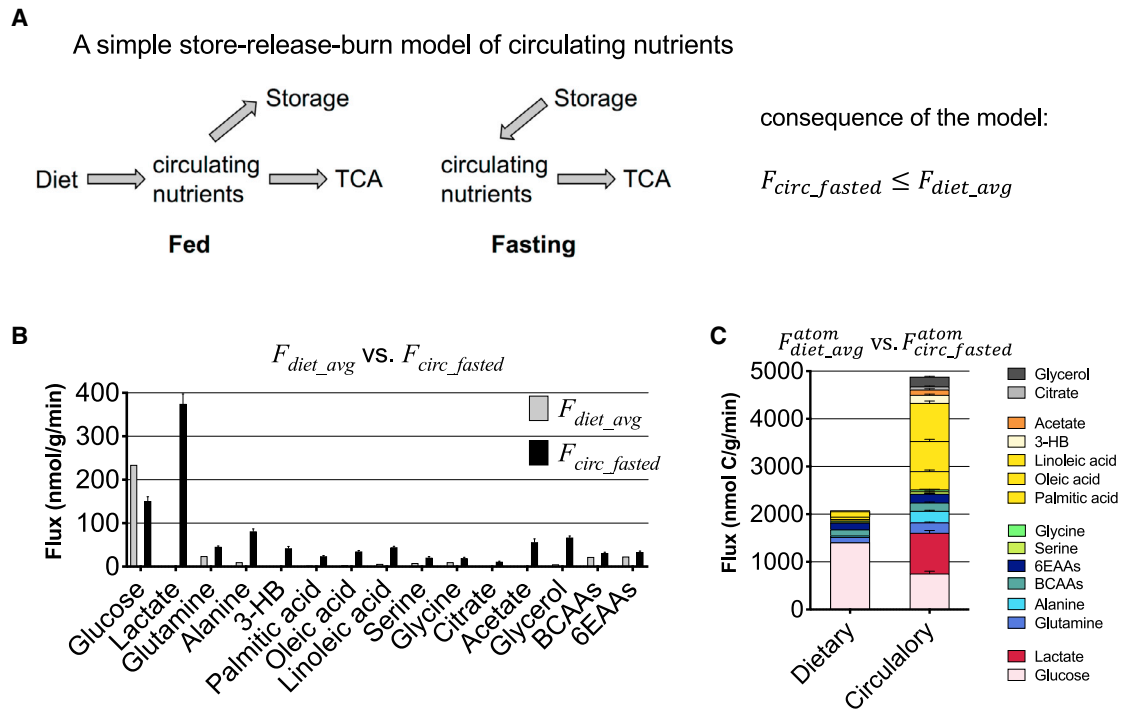 A
A simple store-release-burn model of circulating nutrients
Storage
Diet
circulating
nutrients
TCA
Fed
Storage
circulating
nutrients
TCA
Fasting
consequence of the model:
F_circ_fasted ≤ F_diet_avg
B
F_diet_avg vs. F_circ_fasted
Flux (nmol/g/min)
400
300
200
100
0
F_diet_avg
F_circ_fasted
Glucose
Lactate
Glutamine
Alanine
3-HB
Palmitic acid
Oleic acid
Linoleic acid
Serine
Glycine
Citrate
Acetate
Glycerol
BCAAs
6EAAs
C
F^atom_diet_avg vs. F^atom_circ_fasted
Flux (nmol C/g/min)
5000
4000
3000
2000
1000
0
Dietary
Circulalory
Glycerol
Citrate
Acetate
3-HB
Linoleic acid
Oleic acid
Palmitic acid
Glycine
Serine
6EAAs
BCAAs
Alanine
Glutamine
Lactate
Glucose